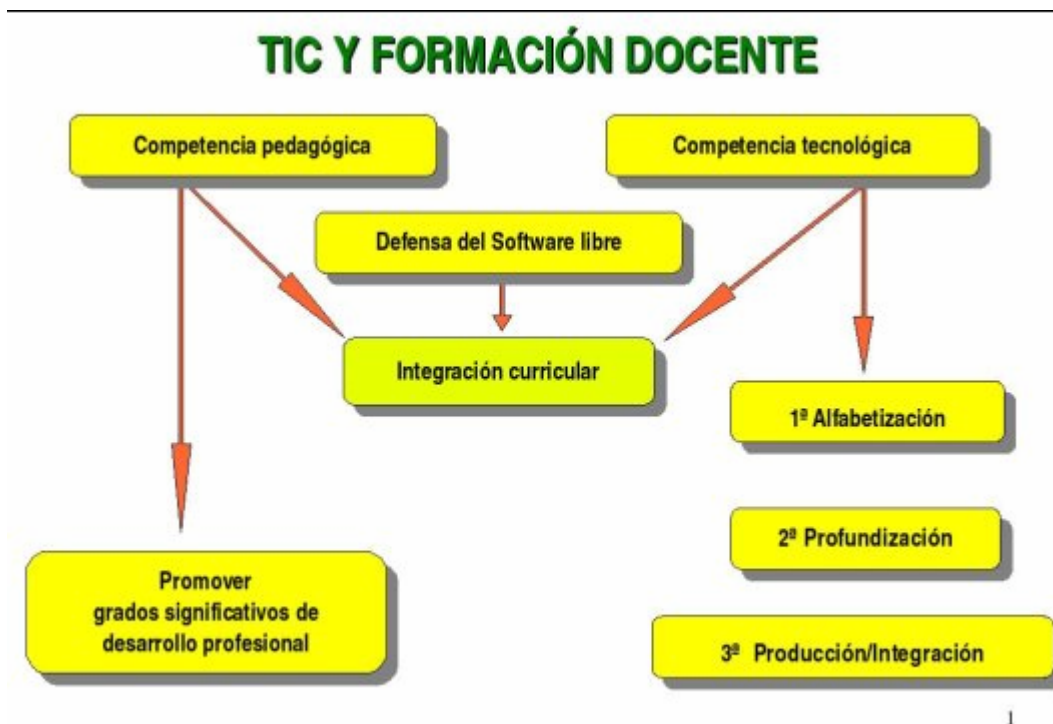 TIC Y FORMACIÓN DOCENTE
Competencia pedagógica
Competencia tecnológica
Defensa del Software libre
Integración curricular
1ª Alfabetización
2ª Profundización
Promover
grados significativos de
desarrollo profesional
3ª Producción/Integración
1